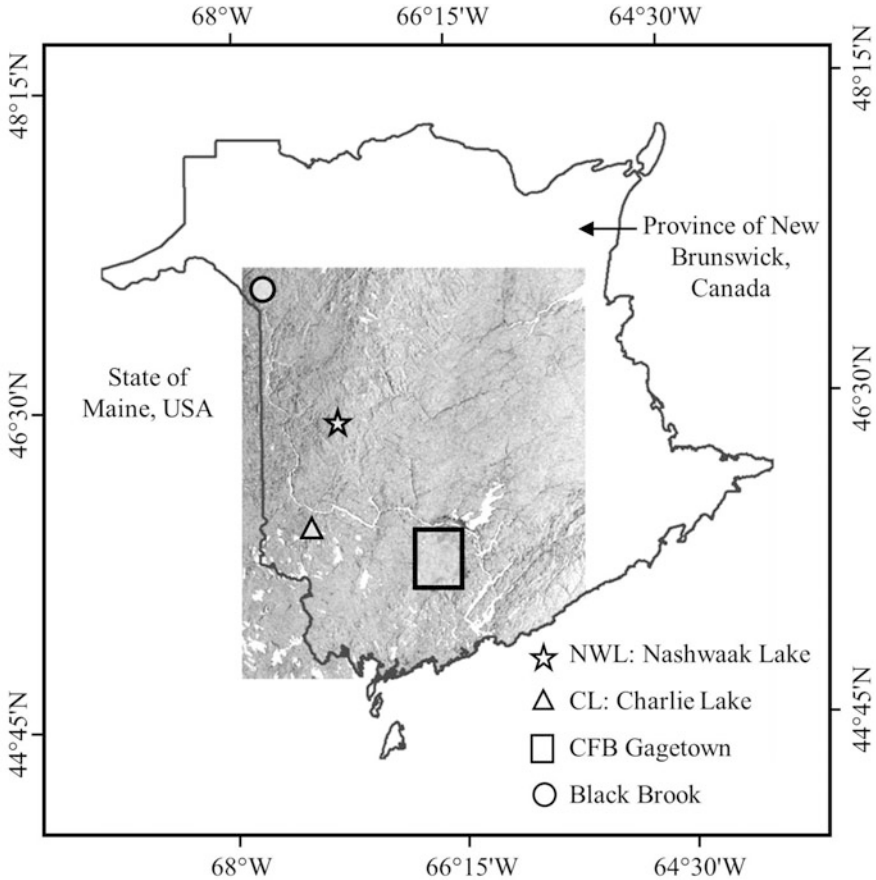 68°W 66°15'W 64°30'W
48°15'N
48°15'N
Province of New
Brunswick,
Canada
State of
Maine, USA
46°30'N
46°30'N
NWL: Nashwaak Lake
CL: Charlie Lake
44°45'N
44°45'N
CFB Gagetown
Black Brook
68°W 66°15'W 64°30'W